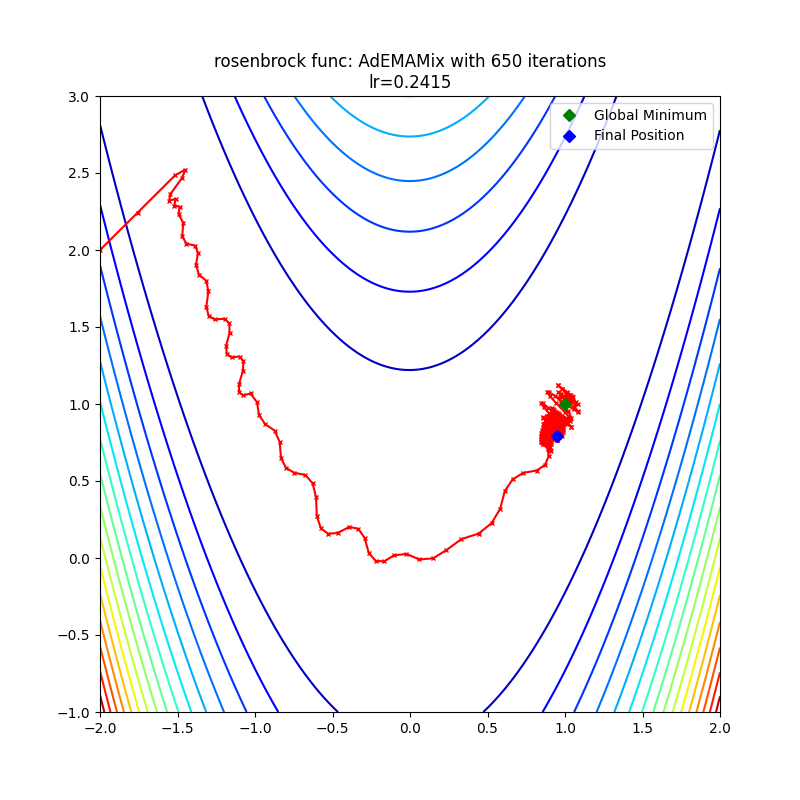 rosenbrock func: AdEMAMix with 650 iterations
lr=0.2415
Global Minimum
Final Position
3.0
2.5
2.0
1.5
1.0
0.5
0.0
−0.5
−1.0
−2.0 −1.5 −1.0 −0.5 0.0 0.5 1.0 1.5 2.0